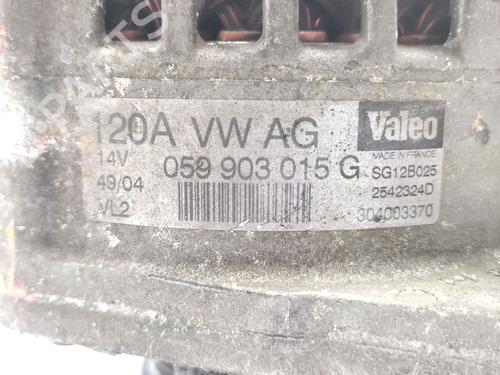 120A VW AG
Valeo
14V
059 903 015 G
MADE IN FRANCE
SG12B025
49/04
2542324D
VL2
304003370